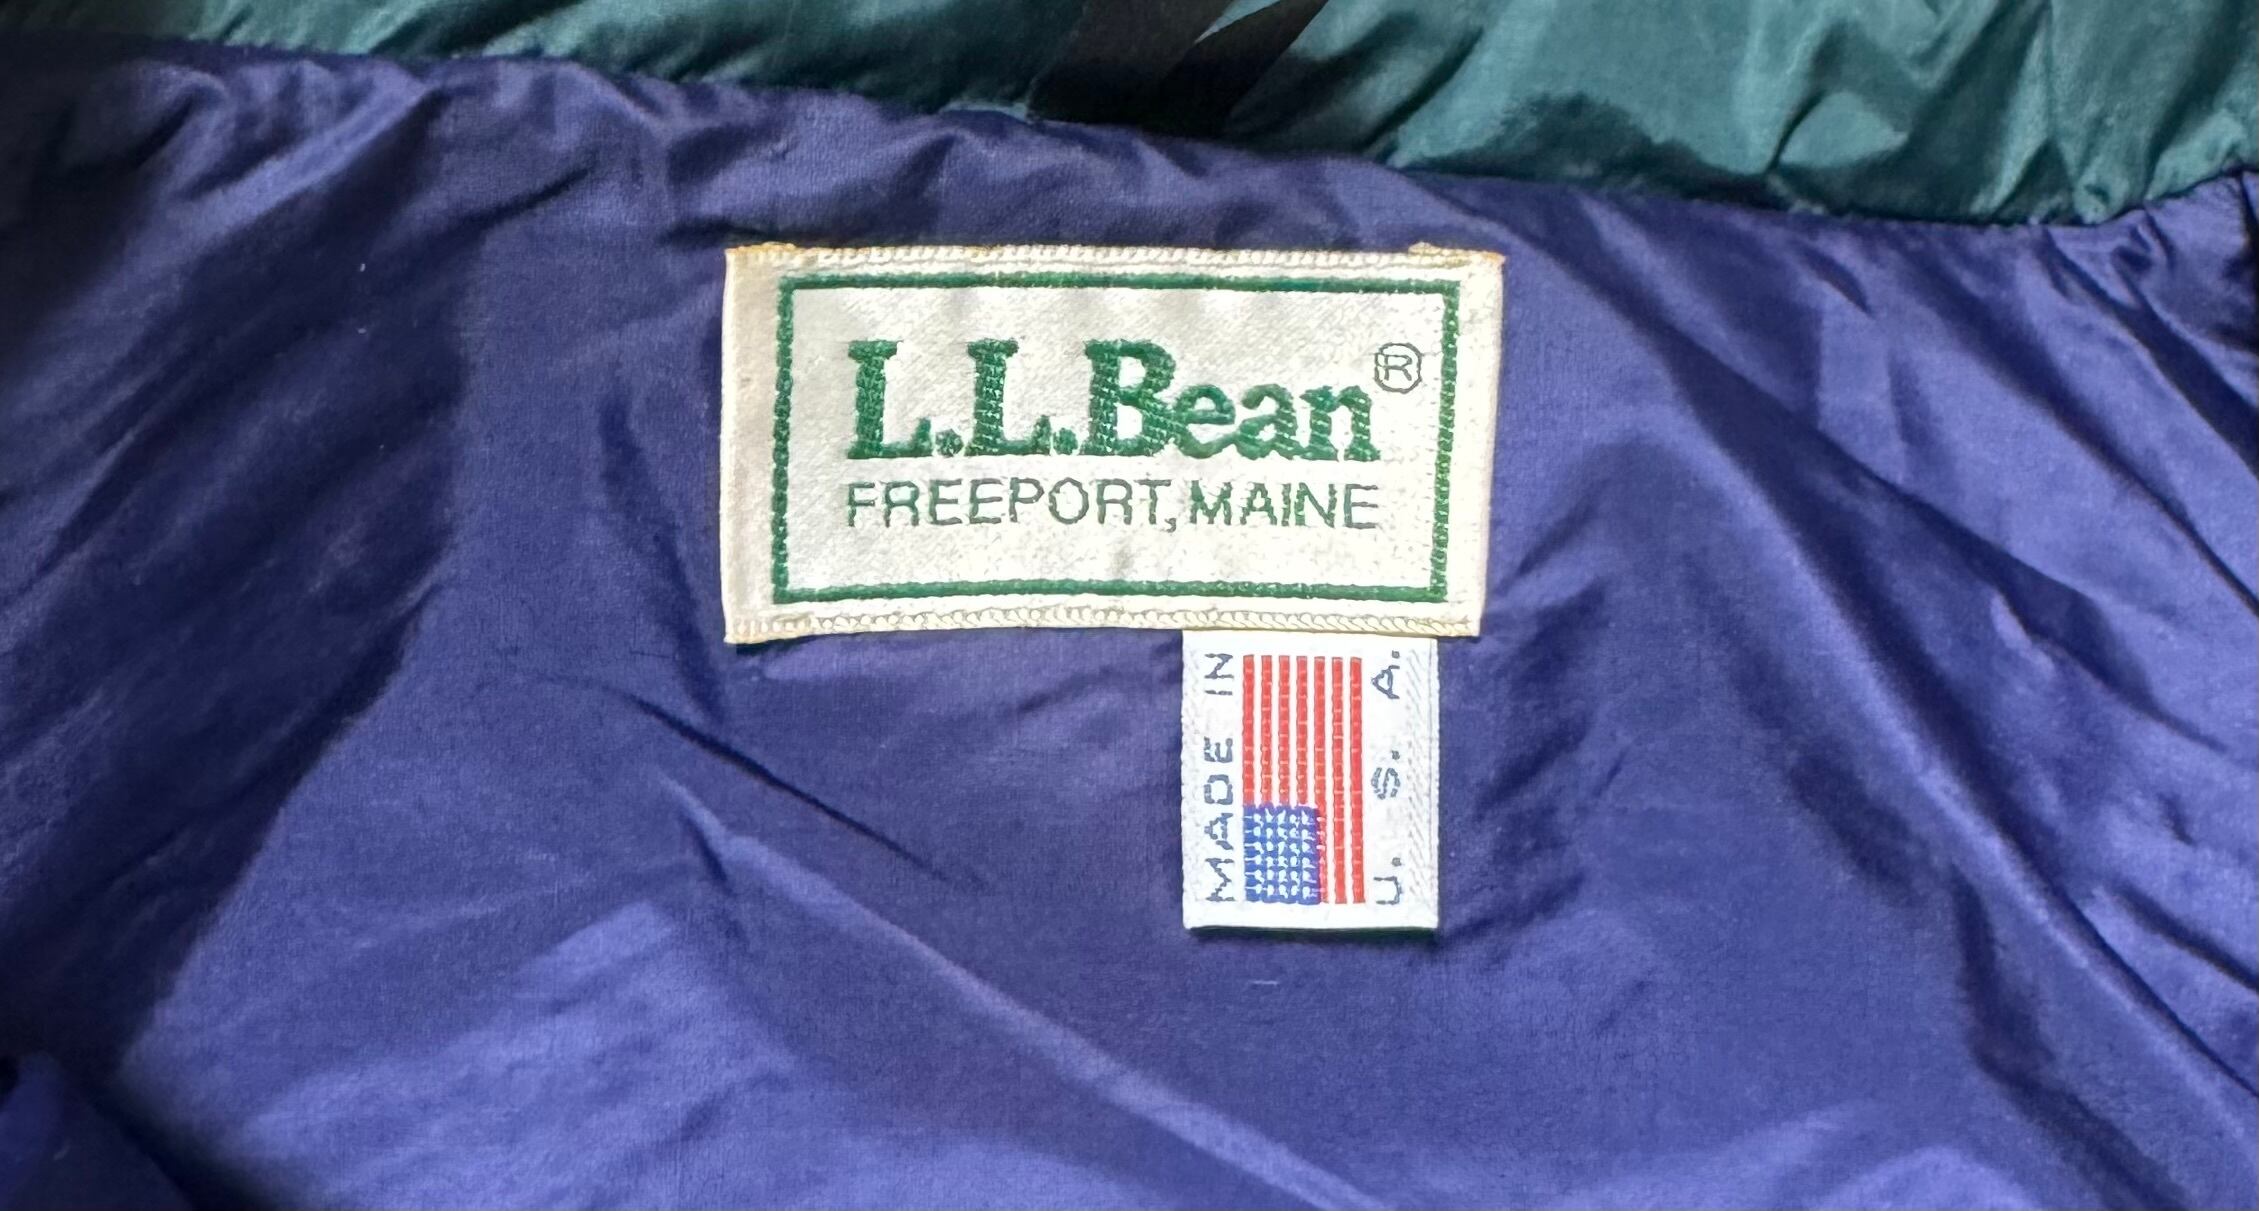 L.L.Bean®
FREEPORT, MAINE
MADE IN
U. S. A.